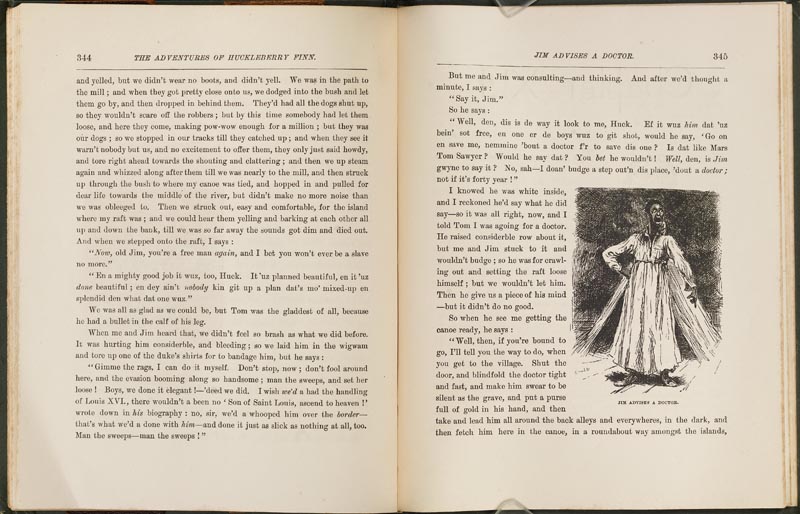 344 THE ADVENTURES OF HUCKLEBERRY FINN.
and yelled, but we didn't wear no boots, and didn't yell. We was in the path to
the mill; and when they got pretty close onto us, we dodged into the bush and let
them go by, and then dropped in behind them. They'd had all the dogs shut up,
so they wouldn't scare off the robbers; but by this time somebody had let them
loose, and here they come, making pow-wow enough for a million; but they was
our dogs; so we stopped in our tracks till they catched up; and when they see it
warn't nobody but us, and no excitement to offer them, they only just said howdy,
and tore right ahead towards the shouting and clattering; and then we up steam
again and whizzed along after them till we was nearly to the mill, and then struck
up through the bush to where my canoe was tied, and hopped in and pulled for
dear life towards the middle of the river, but didn't make no more noise than
we was obleeged to. Then we struck out, easy and comfortable, for the island
where my raft was; and we could hear them yelling and barking at each other all
up and down the bank, till we was so far away the sounds got dim and died out.
And when we stepped onto the raft, I says:
"Now, old Jim, you're a free man again, and I bet you won't ever be a slave
no more."
"En a mighty good job it wuz, too, Huck. It 'uz planned beautiful, en it 'uz
done beautiful; en dey ain't nobody kin git up a plan dat's mo' mixed-up en
splendid den what dat one wuz."
We was all as glad as we could be, but Tom was the gladdest of all, because
he had a bullet in the calf of his leg.
When me and Jim heard that, we didn't feel so brash as what we did before.
It was hurting him considerble, and bleeding; so we laid him in the wigwam
and tore up one of the duke's shirts for to bandage him, but he says:
"Gimme the rags, I can do it myself. Don't stop, now; don't fool around
here, and the evasion booming along so handsome; man the sweeps, and set her
loose! Boys, we done it elegant!—'deed we did. I wish we'd a had the handling
of Louis XVI., there wouldn't a been no 'Son of Saint Louis, ascend to heaven!'
wrote down in his biography: no, sir, we'd a whooped him over the border—
that's what we'd a done with him—and done it just as slick as nothing at all, too.
Man the sweeps—man the sweeps!"
JIM ADVISES A DOCTOR. 345
But me and Jim was consulting—and thinking. And after we'd thought a
minute, I says:
"Say it, Jim."
So he says:
"Well, den, dis is de way it look to me, Huck. Ef it wuz him dat 'uz
bein' sot free, en one er de boys wuz to git shot, would he say, 'Go on
en save me, nemmine 'bout a doctor f'r to save dis one? Is dat like Mars
Tom Sawyer? Would he say dat? You bet he wouldn't! Well, den, is Jim
gwyne to say it? No, sah—I doan' budge a step out'n dis place, 'dout a doctor;
not if it's forty year!"
I knowed he was white inside,
and I reckoned he'd say what he did
say—so it was all right, now, and I
told Tom I was agoing for a doctor.
He raised considerble row about it,
but me and Jim stuck to it and
wouldn't budge; so he was for crawl-
ing out and setting the raft loose
himself; but we wouldn't let him.
Then he give us a piece of his mind
—but it didn't do no good.
So when he see me getting the
canoe ready, he says:
"Well, then, if you're bound to
go, I'll tell you the way to do, when
you get to the village. Shut the
door, and blindfold the doctor tight
and fast, and make him swear to be
silent as the grave, and put a purse
full of gold in his hand, and then
JIM ADVISES A DOCTOR.
take and lead him all around the back alleys and everywheres, in the dark, and
then fetch him here in the canoe, in a roundabout way amongst the islands,